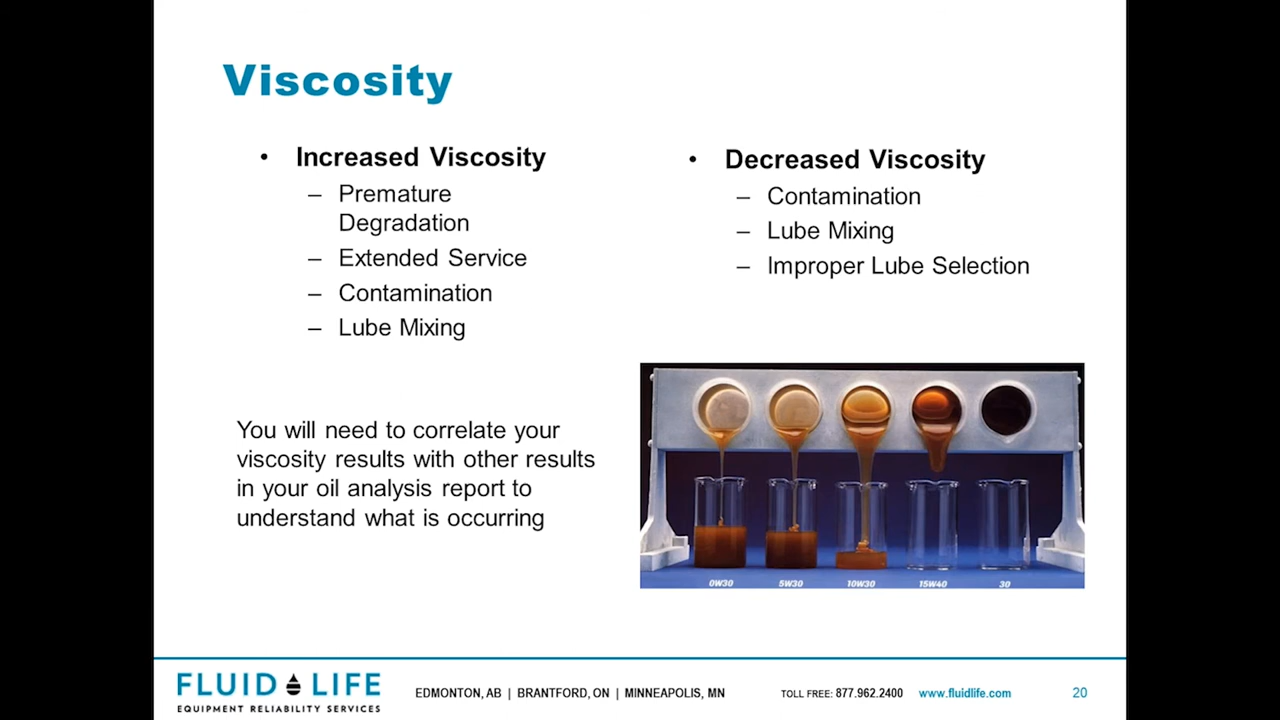 Viscosity
• Increased Viscosity
– Premature
Degradation
– Extended Service
– Contamination
– Lube Mixing
• Decreased Viscosity
– Contamination
– Lube Mixing
– Improper Lube Selection
You will need to correlate your
viscosity results with other results
in your oil analysis report to
understand what is occurring
0W30 5W30 10W30 15W40 30
FLUID LIFE
EQUIPMENT RELIABILITY SERVICES
EDMONTON, AB | BRANTFORD, ON | MINNEAPOLIS, MN
TOLL FREE: 877.962.2400 www.fluidlife.com
20